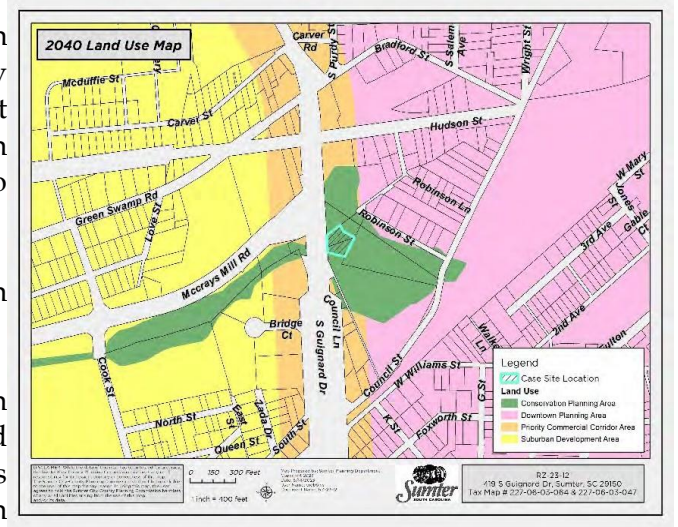 2040 Land Use Map
Carver Rd
S Purdy St
Bradford St
S Salem Ave
Wright St
Mcduffie St
Carver St
Hudson St
W Mary St
Jones St
Gable Ct
Green Swamp Rd
Love St
Robinson Ln
Robinson St
3rd Ave
2nd Ave
Mccrays Mill Rd
Council Ln
S Guignard Dr
Bridge Ct
Council St
W Williams St
G St
K St
Foxworth St
Cook St
North St
East St
Zada Dr
Queen St
South St
Legend
Case Site Location
Land Use
Conservation Planning Area
Downtown Planning Area
Priority Commercial Corridor Area
Suburban Development Area
0 150 300 Feet
1 inch = 400 feet
Sumter
SOUTH CAROLINA
RZ-23-12
419 S Guignard Dr, Sumter, SC 29150
Tax Map # 227-06-03-064 & 227-06-03-047